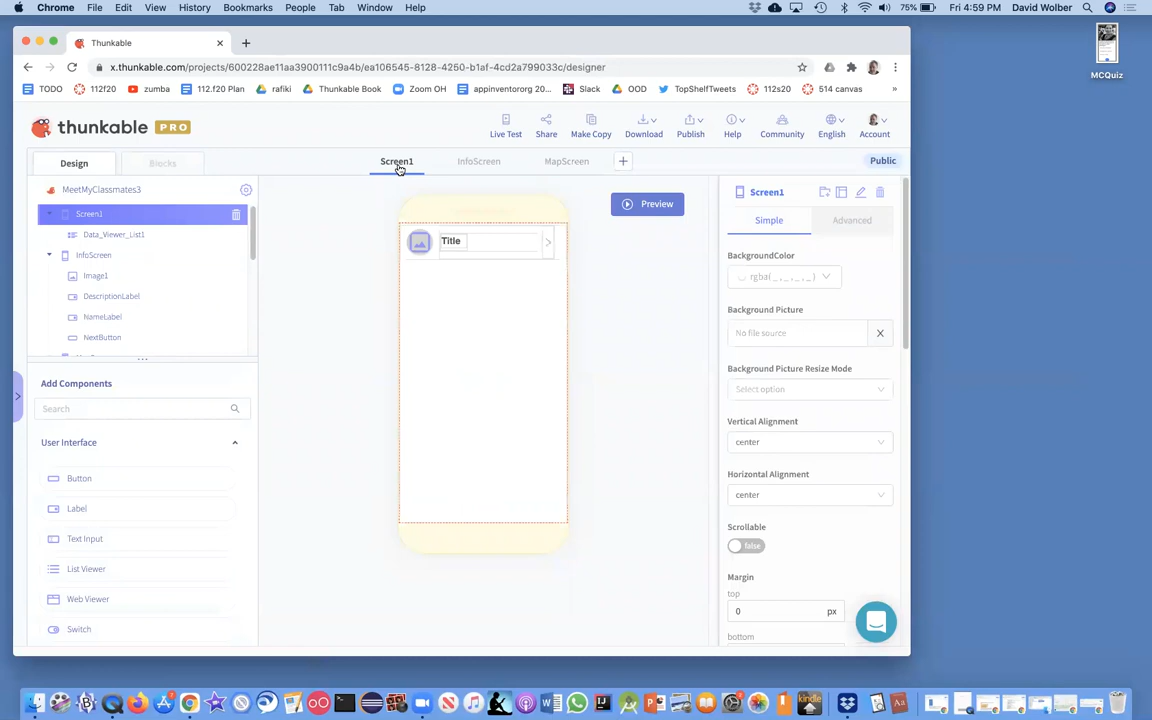 Chrome File Edit View History Bookmarks People Tab Window Help 75% Fri 4:59 PM David Wolber
Thunkable
x.thunkable.com/projects/600228ae11aa3900111c9a4b/ea106545-8128-4250-b1af-4cd2a799033c/designer
TODO 112f20 zumba 112.f20 Plan rafiki Thunkable Book Zoom OH appinventororg 20... Slack OOD TopShelfTweets 112s20 514 canvas »
MCQuiz
thunkable PRO
Live Test Share Make Copy Download Publish Help Community English Account
Design Blocks Screen1 InfoScreen MapScreen + Public
MeetMyClassmates3
Screen1
Data_Viewer_List1
InfoScreen
Image1
DescriptionLabel
NameLabel
NextButton
Add Components
Search
User Interface
Button
Label
Text Input
List Viewer
Web Viewer
Switch
Preview
Title
Screen1
Simple Advanced
BackgroundColor
rgba( _ , _ , _ , _ )
Background Picture
No file source X
Background Picture Resize Mode
Select option
Vertical Alignment
center
Horizontal Alignment
center
Scrollable
false
Margin
top
0 px
bottom
kindle